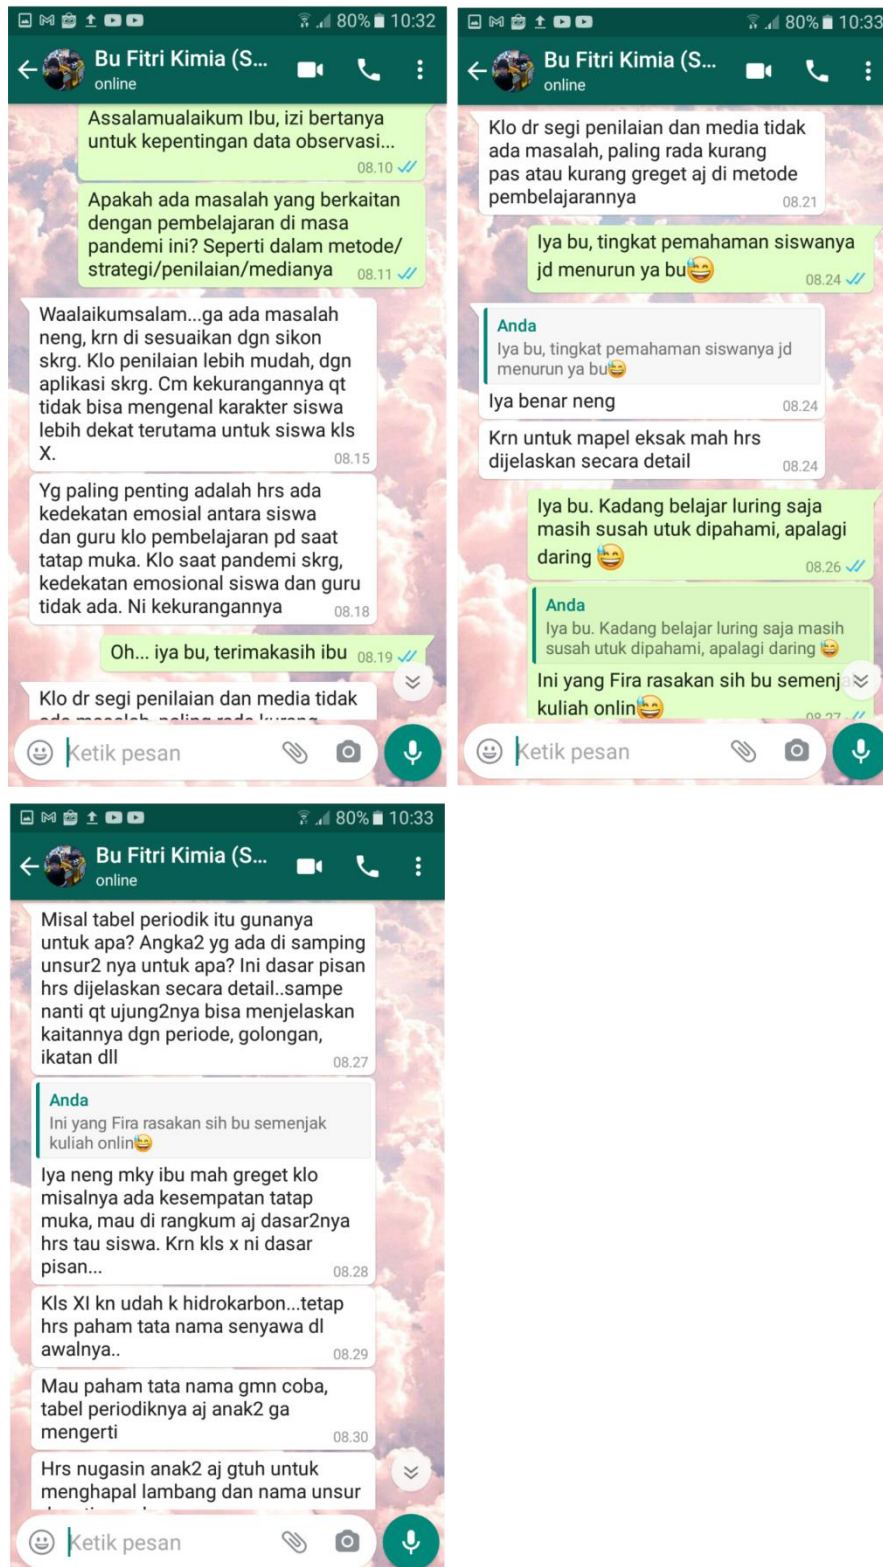 80% 10:32
Bu Fitri Kimia (S...
online
Assalamualaikum Ibu, izi bertanya
untuk kepentingan data observasi...
08.10
Apakah ada masalah yang berkaitan
dengan pembelajaran di masa
pandemi ini? Seperti dalam metode/
strategi/penilaian/medianya 08.11
Waalaikumsalam...ga ada masalah
neng, krn di sesuaikan dgn sikon
skrg. Klo penilaian lebih mudah, dgn
aplikasi skrg. Cm kekurangannya qt
tidak bisa mengenal karakter siswa
lebih dekat terutama untuk siswa kls
X. 08.15
Yg paling penting adalah hrs ada
kedekatan emosial antara siswa
dan guru klo pembelajaran pd saat
tatap muka. Klo saat pandemi skrg,
kedekatan emosional siswa dan guru
tidak ada. Ni kekurangannya 08.18
Oh... iya bu, terimakasih ibu 08.19
Klo dr segi penilaian dan media tidak
ada masalah, paling rada kurang
Ketik pesan
80% 10:33
Bu Fitri Kimia (S...
online
Klo dr segi penilaian dan media tidak
ada masalah, paling rada kurang
pas atau kurang greget aj di metode
pembelajarannya 08.21
Iya bu, tingkat pemahaman siswanya
jd menurun ya bu😅 08.24
Anda
Iya bu, tingkat pemahaman siswanya jd
menurun ya bu😅
Iya benar neng 08.24
Krn untuk mapel eksak mah hrs
dijelaskan secara detail 08.24
Iya bu. Kadang belajar luring saja
masih susah utuk dipahami, apalagi
daring 😅 08.26
Anda
Iya bu. Kadang belajar luring saja masih
susah utuk dipahami, apalagi daring 😅
Ini yang Fira rasakan sih bu semenja
kuliah onlin😅 08.27
Ketik pesan
80% 10:33
Bu Fitri Kimia (S...
online
Misal tabel periodik itu gunanya
untuk apa? Angka2 yg ada di samping
unsur2 nya untuk apa? Ini dasar pisan
hrs dijelaskan secara detail..sampe
nanti qt ujung2nya bisa menjelaskan
kaitannya dgn periode, golongan,
ikatan dll 08.27
Anda
Ini yang Fira rasakan sih bu semenjak
kuliah onlin😅
Iya neng mky ibu mah greget klo
misalnya ada kesempatan tatap
muka, mau di rangkum aj dasar2nya
hrs tau siswa. Krn kls x ni dasar
pisan... 08.28
Kls XI kn udah k hidrokarbon...tetap
hrs paham tata nama senyawa dl
awalnya.. 08.29
Mau paham tata nama gmn coba,
tabel periodiknya aj anak2 ga
mengerti 08.30
Hrs nugasin anak2 aj gtuh untuk
menghapal lambang dan nama unsur
Ketik pesan